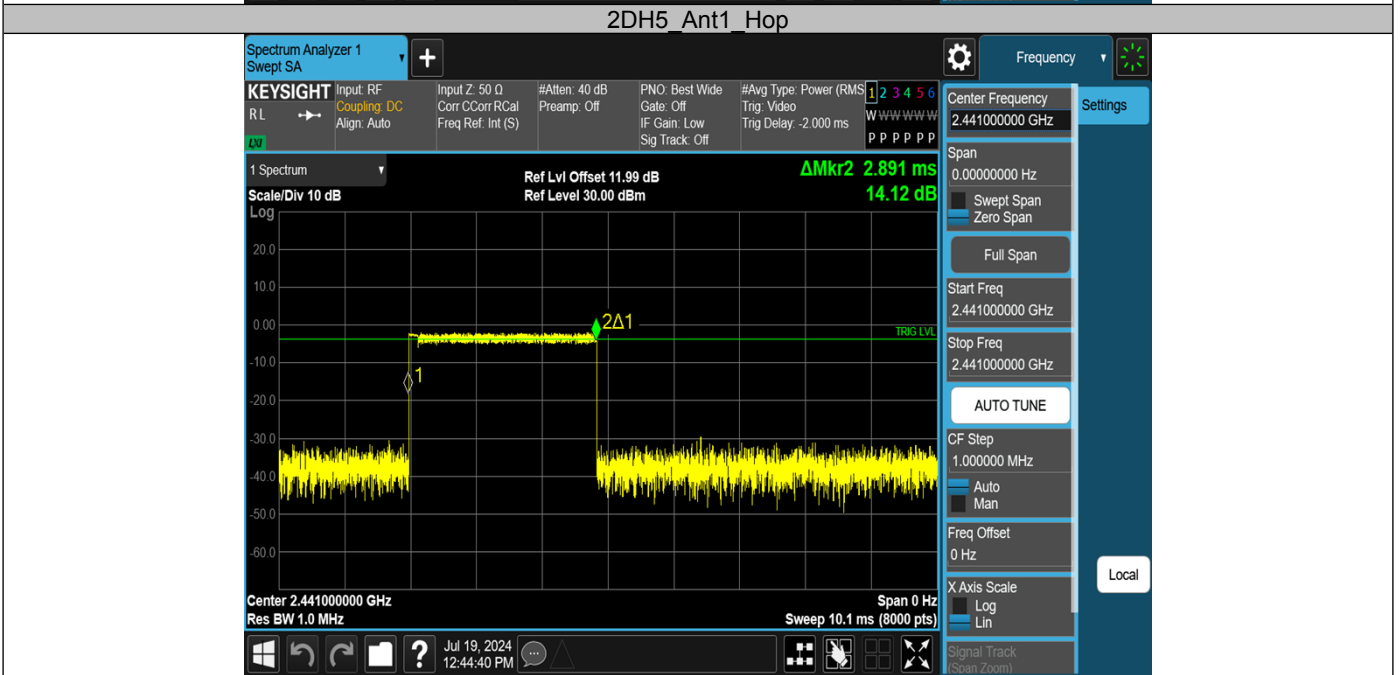 2DH5_Ant1_Hop
Spectrum Analyzer 1
Swept SA
+
Frequency
KEYSIGHT
RL
LXI
Input: RF
Coupling: DC
Align: Auto
Input Z: 50 Ω
Corr CCorr RCal
Freq Ref: Int (S)
#Atten: 40 dB
Preamp: Off
PNO: Best Wide
Gate: Off
IF Gain: Low
Sig Track: Off
#Avg Type: Power (RMS
Trig: Video
Trig Delay: -2.000 ms
1 2 3 4 5 6
W W W W W W
P P P P P P
Center Frequency
2.441000000 GHz
Settings
1 Spectrum
Scale/Div 10 dB
Ref Lvl Offset 11.99 dB
Ref Level 30.00 dBm
ΔMkr2 2.891 ms
14.12 dB
Span
0.00000000 Hz
Swept Span
Zero Span
Full Span
Start Freq
2.441000000 GHz
Stop Freq
2.441000000 GHz
AUTO TUNE
CF Step
1.000000 MHz
Auto
Man
Freq Offset
0 Hz
X Axis Scale
Log
Lin
Signal Track
(Span Zoom)
Local
Log
20.0
10.0
0.00
-10.0
-20.0
-30.0
-40.0
-50.0
-60.0
2Δ1
TRIG LVL
1
Center 2.441000000 GHz
Res BW 1.0 MHz
Span 0 Hz
Sweep 10.1 ms (8000 pts)
?
Jul 19, 2024
12:44:40 PM